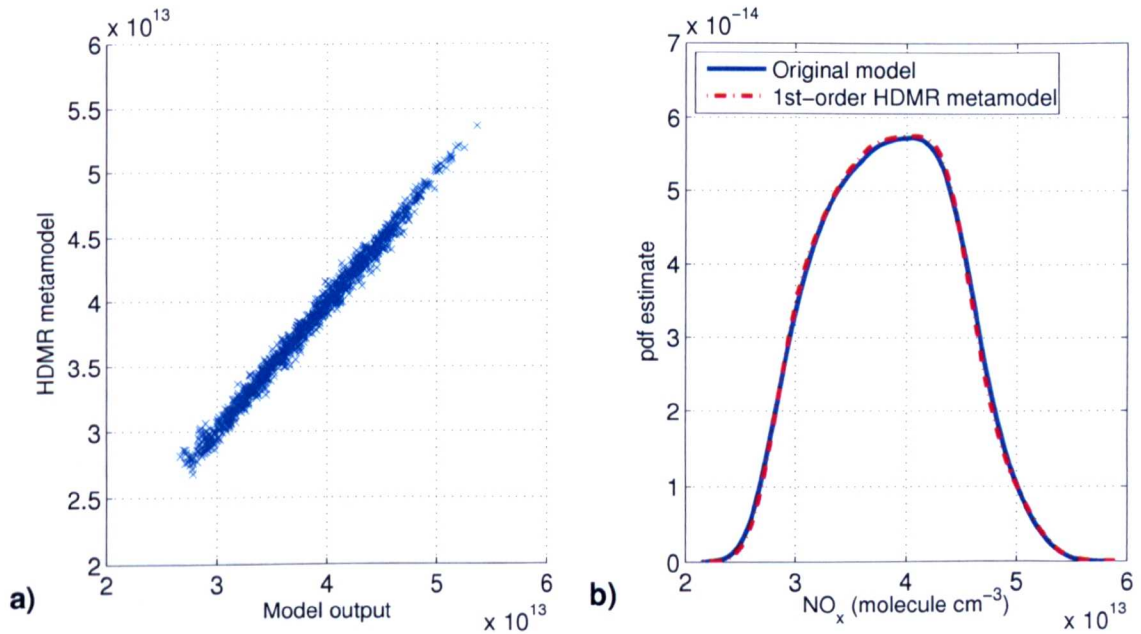 x 10^13
6
5.5
5
4.5
4
3.5
3
2.5
2
HDMR metamodel
2 3 4 5 6
Model output
x 10^13
a)
x 10^−14
7
6
5
4
3
2
1
0
pdf estimate
Original model
1st−order HDMR metamodel
2 3 4 5 6
NO_x (molecule cm^−3)
x 10^13
b)